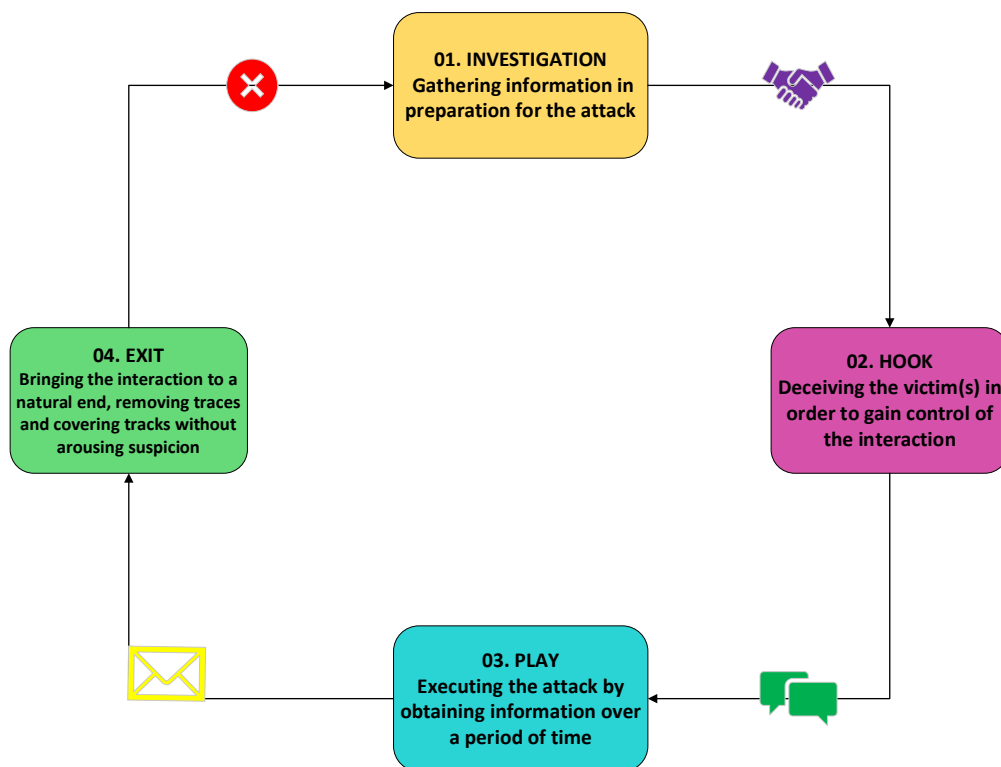 01. INVESTIGATION
Gathering information in
preparation for the attack
02. HOOK
Deceiving the victim(s) in
order to gain control of
the interaction
03. PLAY
Executing the attack by
obtaining information over
a period of time
04. EXIT
Bringing the interaction to a
natural end, removing traces
and covering tracks without
arousing suspicion